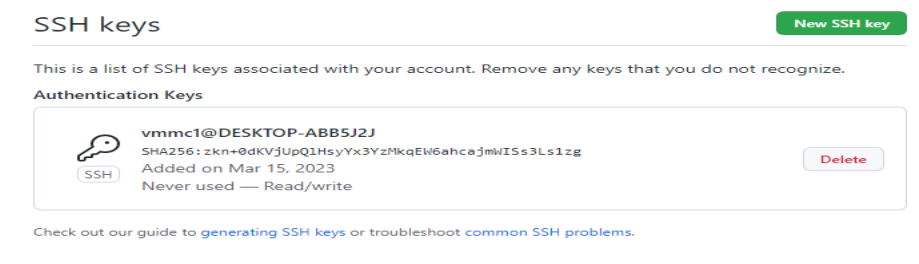 SSH keys
New SSH key
This is a list of SSH keys associated with your account. Remove any keys that you do not recognize.
Authentication Keys
vmmc1@DESKTOP-ABB5J2J
SHA256:zkn+0dKVjUpQlHsyYx3YzMkqEW6ahcajmWISs3Ls1zg
SSH
Added on Mar 15, 2023
Never used — Read/write
Delete
Check out our guide to generating SSH keys or troubleshoot common SSH problems.